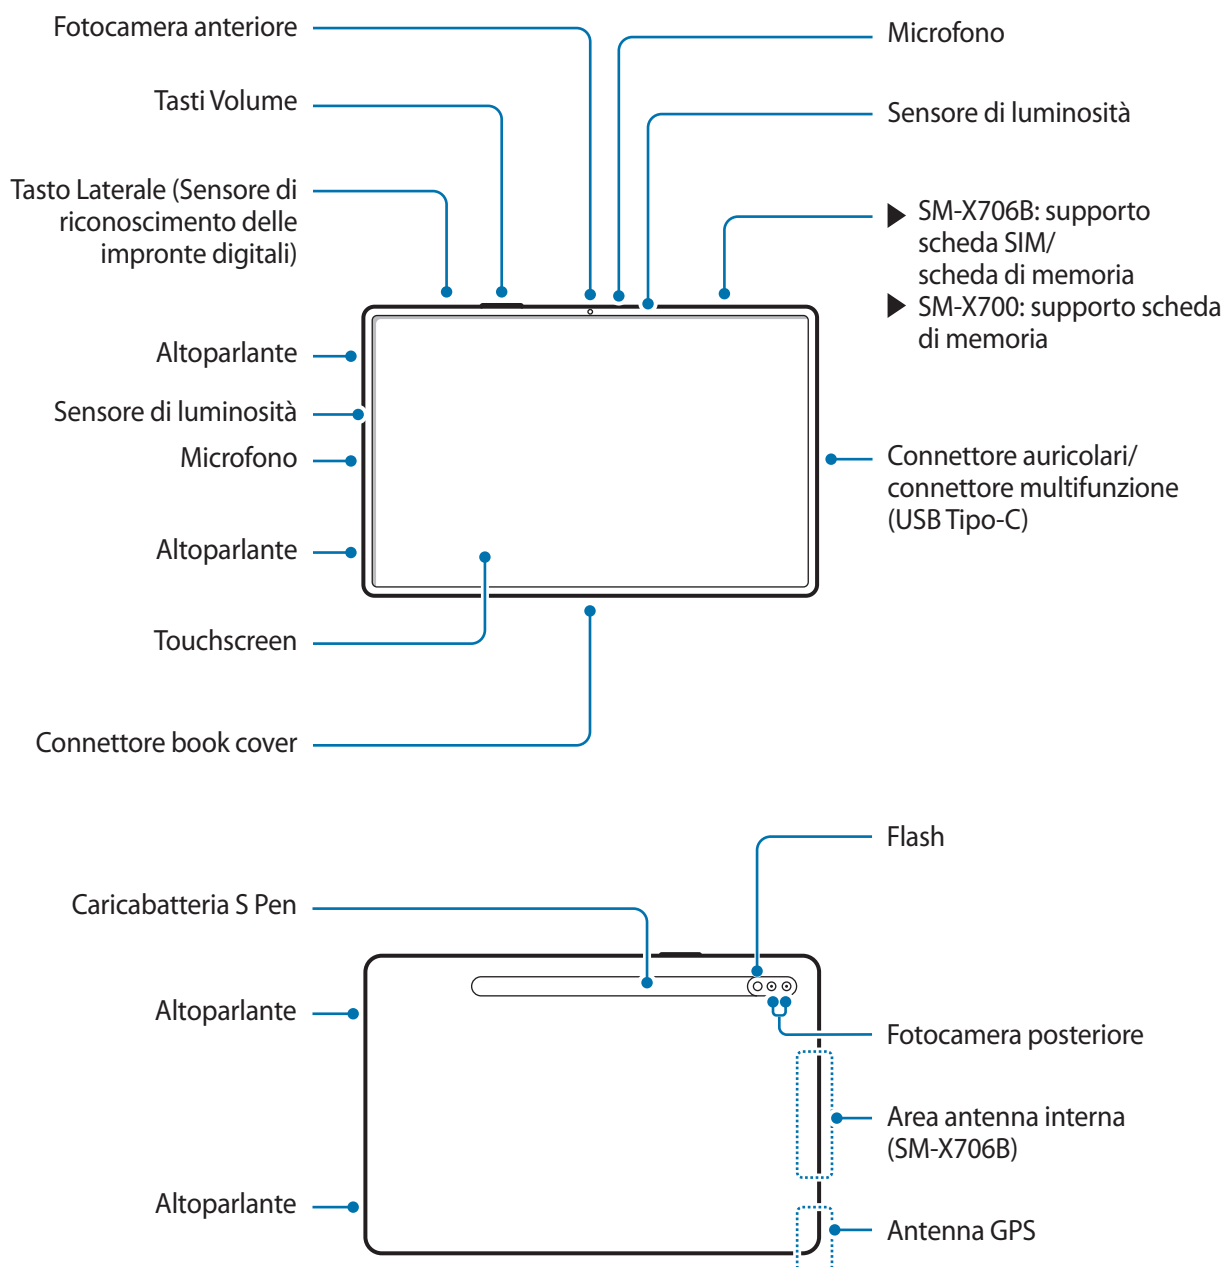 Fotocamera anteriore
Tasti Volume
Tasto Laterale (Sensore di
riconoscimento delle
impronte digitali)
Altoparlante
Sensore di luminosità
Microfono
Altoparlante
Touchscreen
Connettore book cover
Microfono
Sensore di luminosità
SM-X706B: supporto
scheda SIM/
scheda di memoria
SM-X700: supporto scheda
di memoria
Connettore auricolari/
connettore multifunzione
(USB Tipo-C)
Caricabatteria S Pen
Altoparlante
Altoparlante
Flash
Fotocamera posteriore
Area antenna interna
(SM-X706B)
Antenna GPS